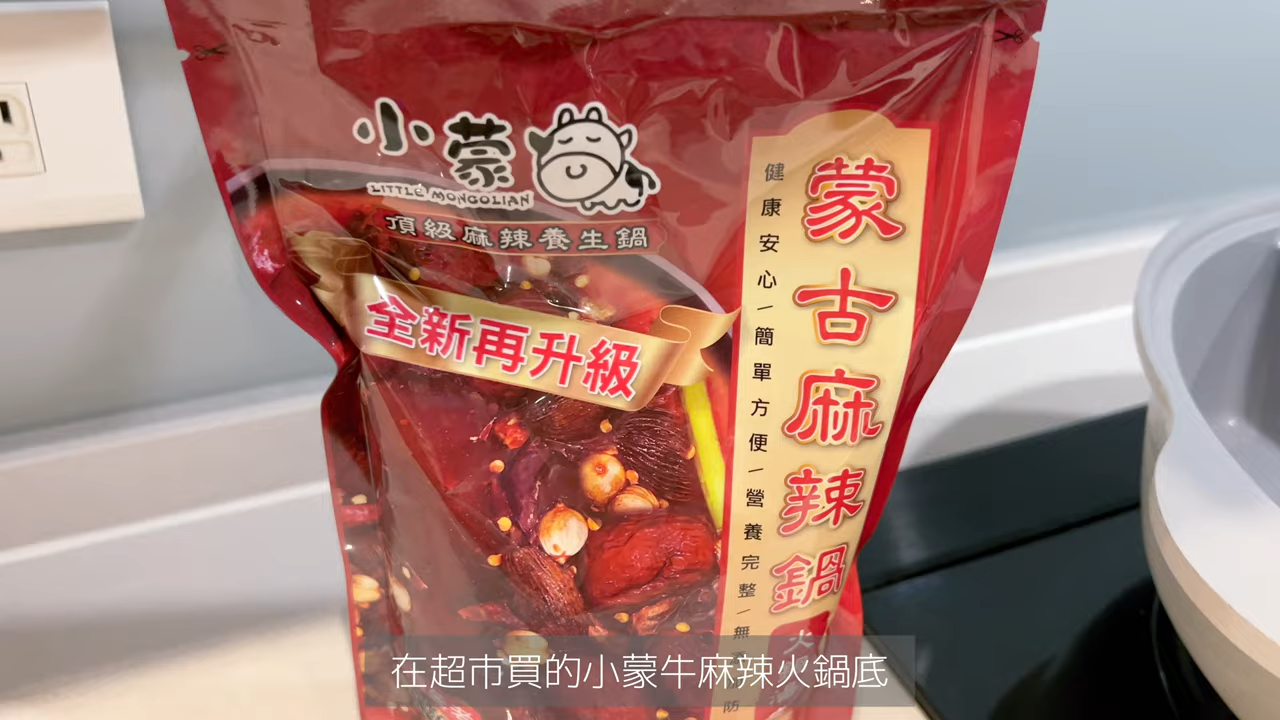 小蒙
LITTLE MONGOLIAN
頂級麻辣養生鍋
全新再升級
蒙古麻辣鍋
健康安心/簡單方便/營養完整/無
防
在超市買的小蒙牛麻辣火鍋底